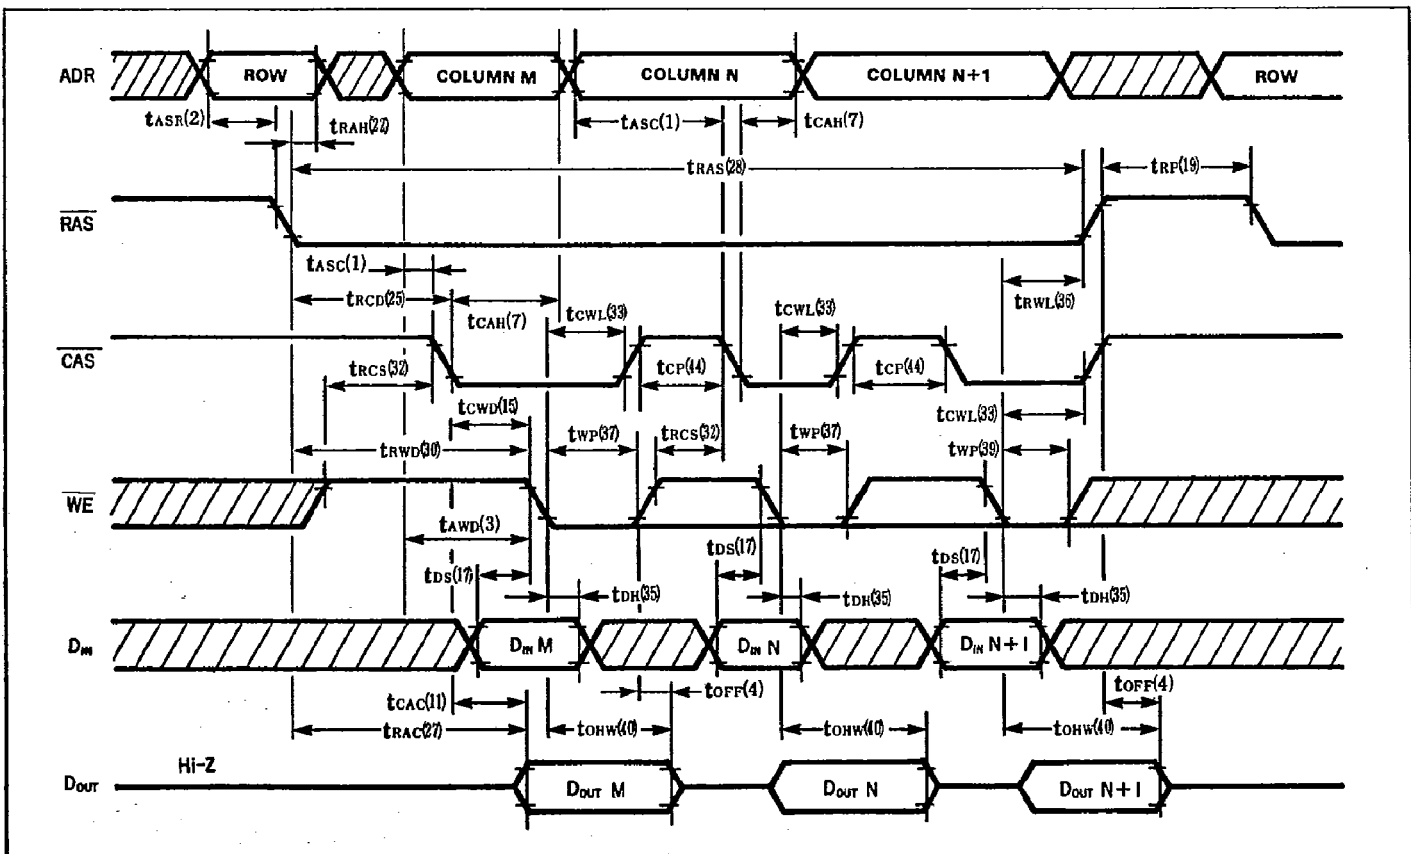 ADR ROW COLUMN M COLUMN N COLUMN N+1 ROW
tASR(2) tRAH(22) tASC(1) tCAH(7)
tRAS(28) tRP(19)
RAS
tASC(1)
tRCD(25) tCAH(7) tCWL(33) tCWL(33) tRWL(36)
CAS
tRCS(32) tCP(44) tCP(44)
tCWD(15) tCWL(33)
tRWD(30) tWP(37) tRCS(32) tWP(37) tWP(39)
WE
tAWD(3)
tDS(17) tDS(17) tDS(17)
tDH(35) tDH(35) tDH(35)
DIN DIN M DIN N DIN N+1
tCAC(11) tOFF(4) tOFF(4)
tRAC(27) tOHW(40) tOHW(40) tOHW(40)
Hi-Z
DOUT DOUT M DOUT N DOUT N+1